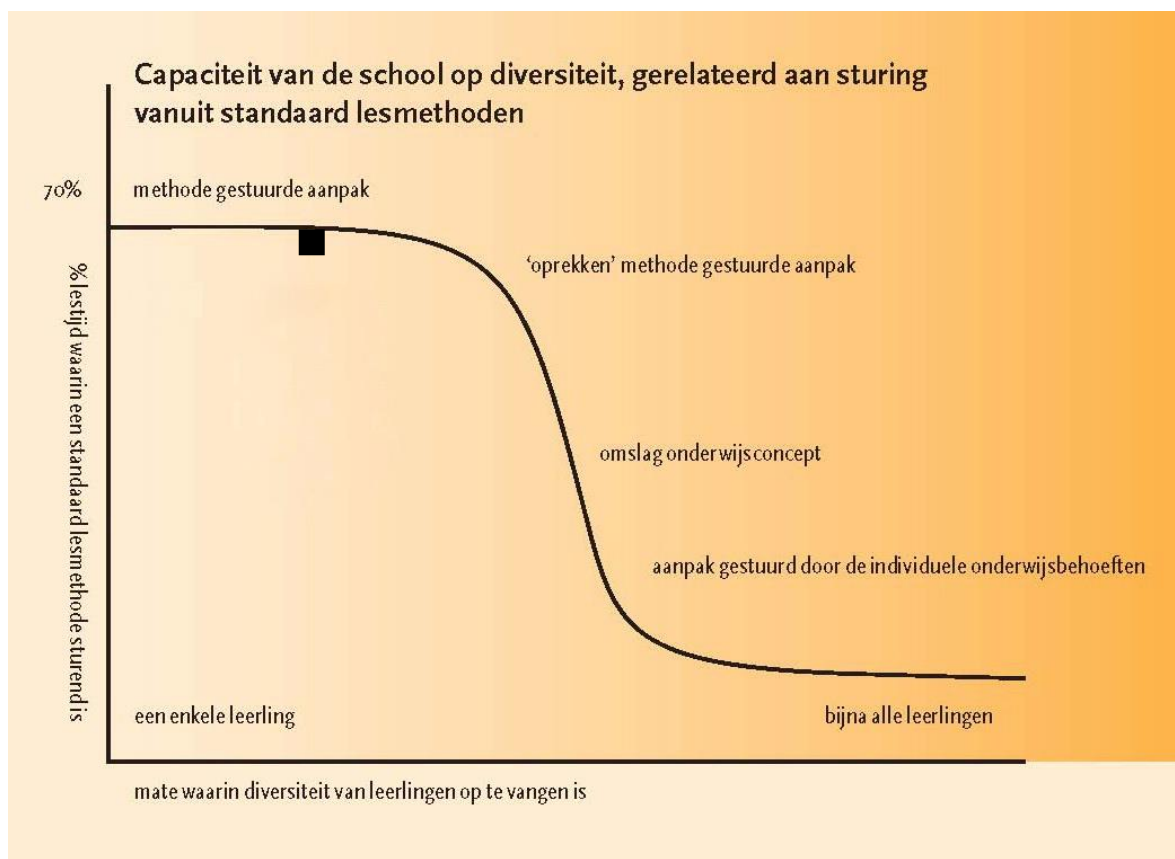 Capaciteit van de school op diversiteit, gerelateerd aan sturing
vanuit standaard lesmethoden
70%
methode gestuurde aanpak
‘oprekken’ methode gestuurde aanpak
% lestijd waarin een standaard lesmethode sturend is
omslag onderwijsconcept
aanpak gestuurd door de individuele onderwijsbehoeften
een enkele leerling
bijna alle leerlingen
mate waarin diversiteit van leerlingen op te vangen is